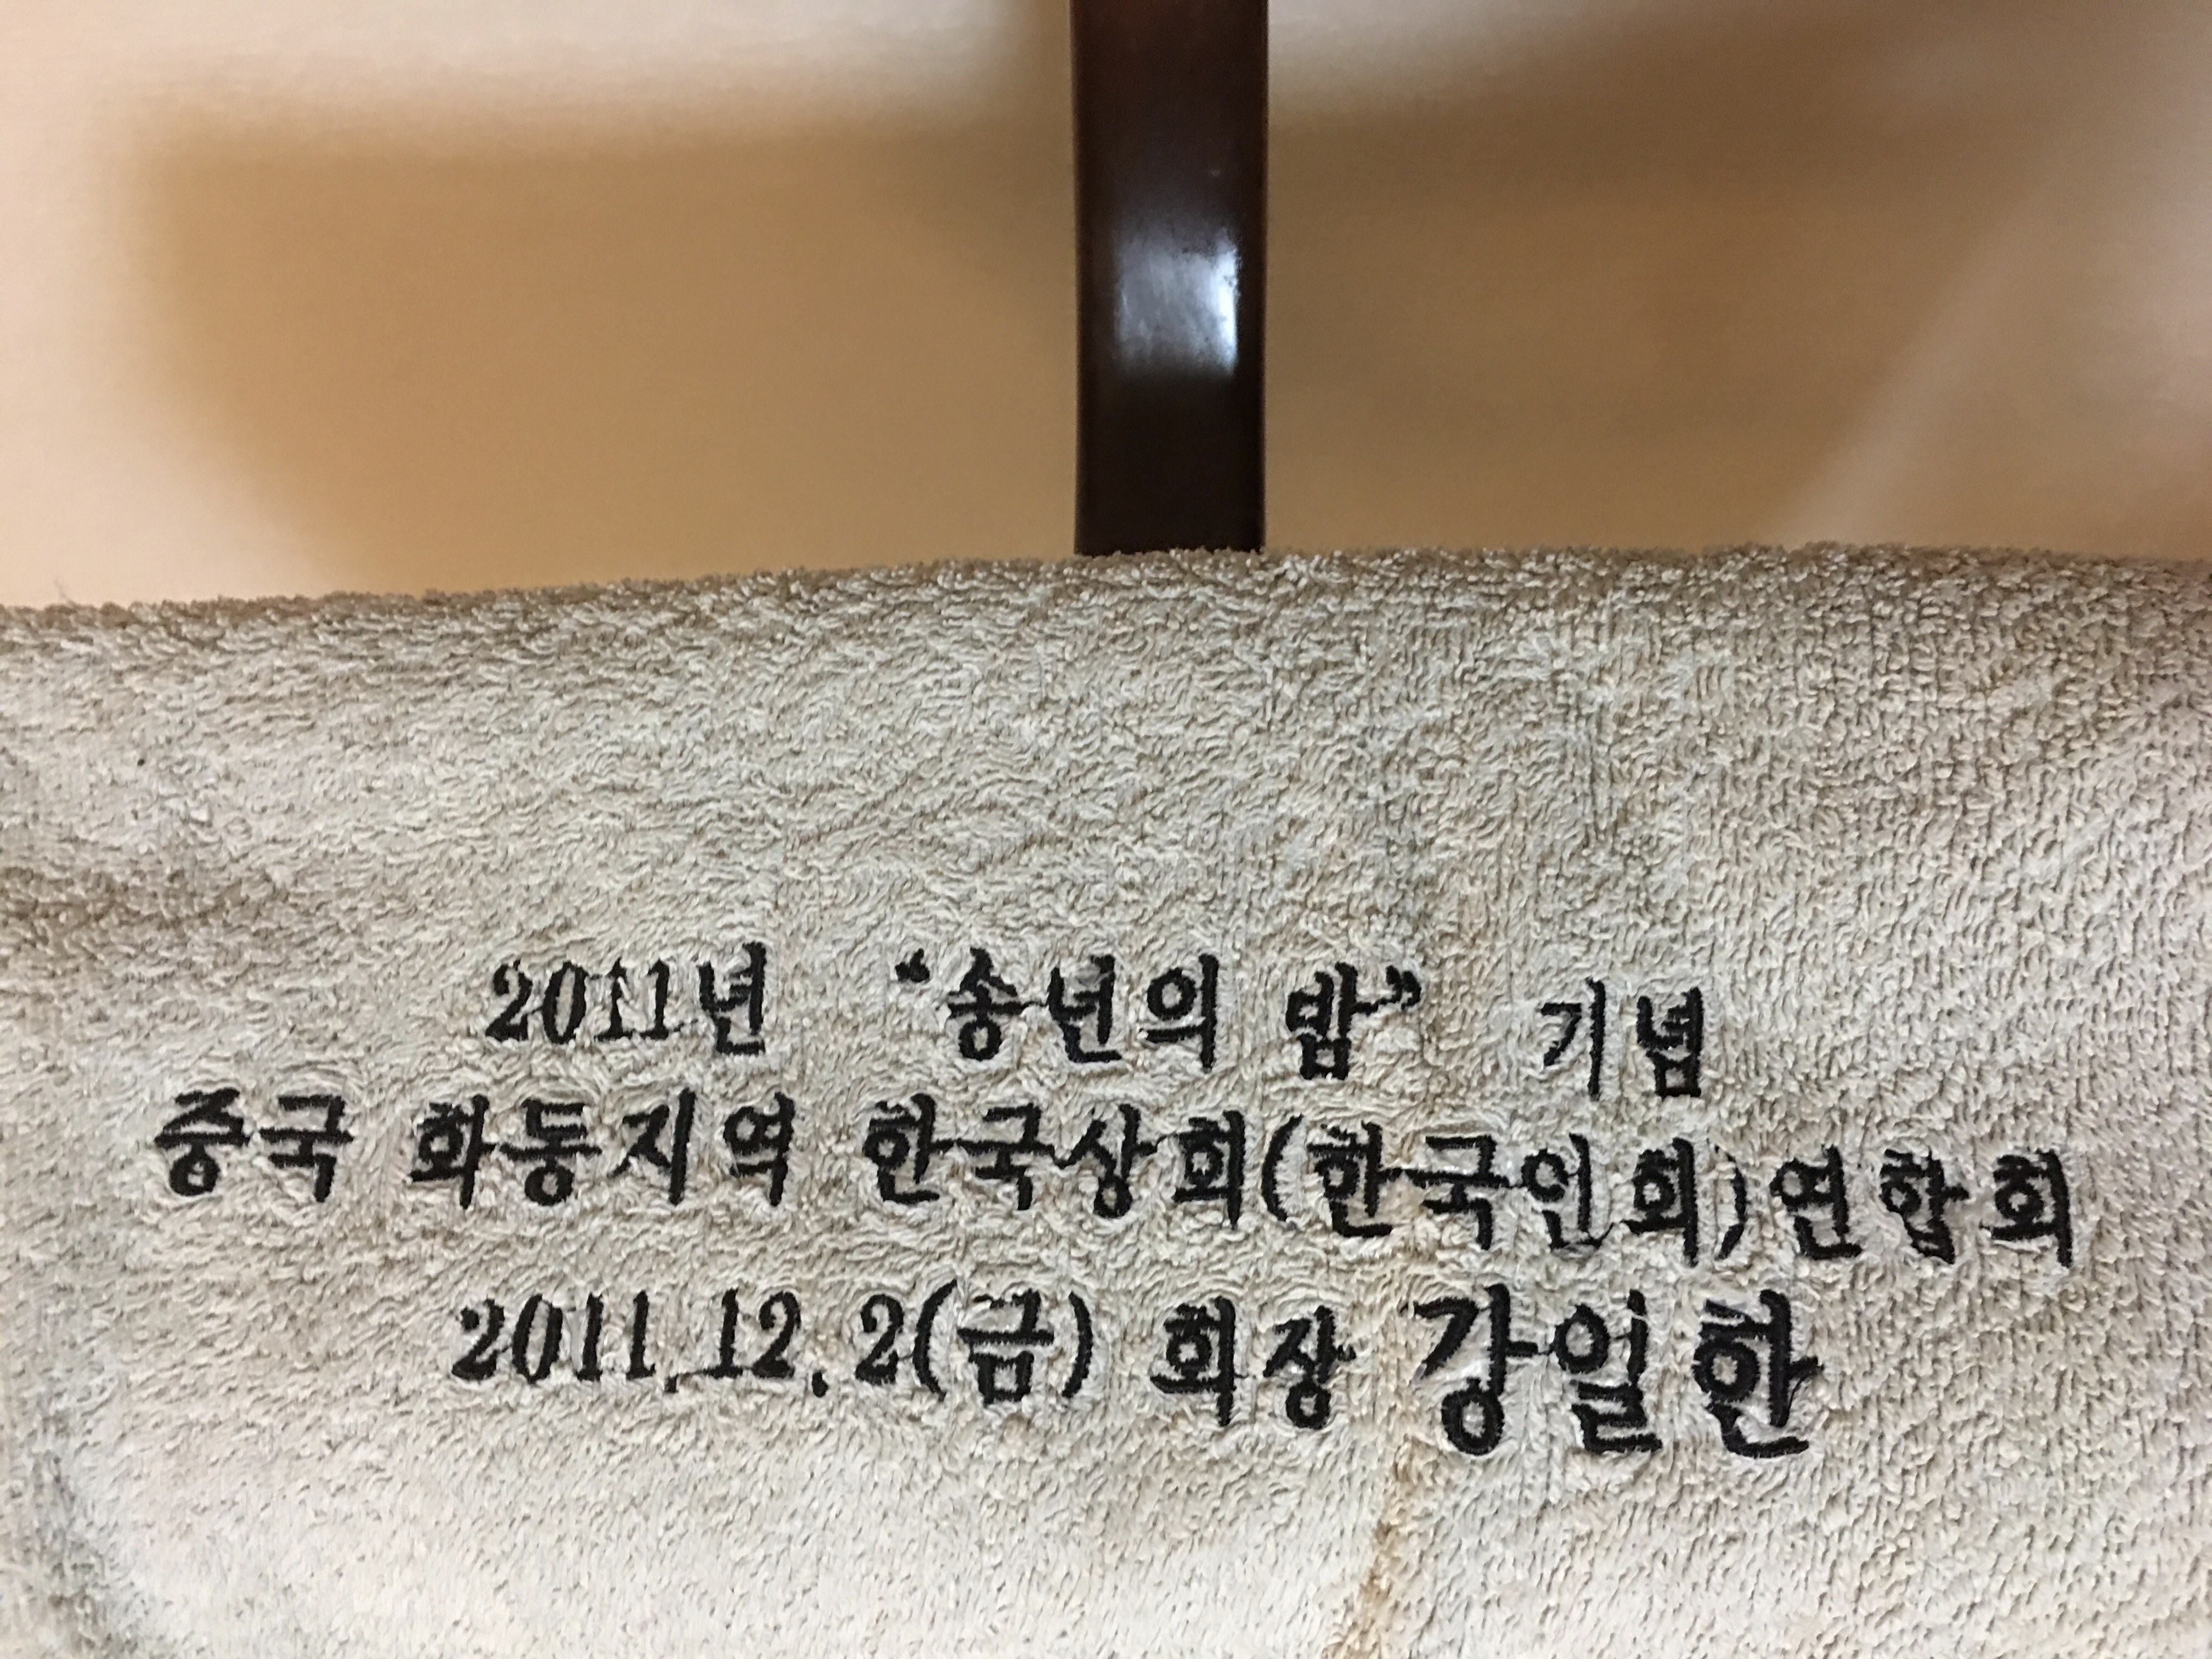 2011년 “송년의 밤” 기념
중국 화동지역 한국상회(한국인회)연합회
2011.12.2(금) 회장 강일한